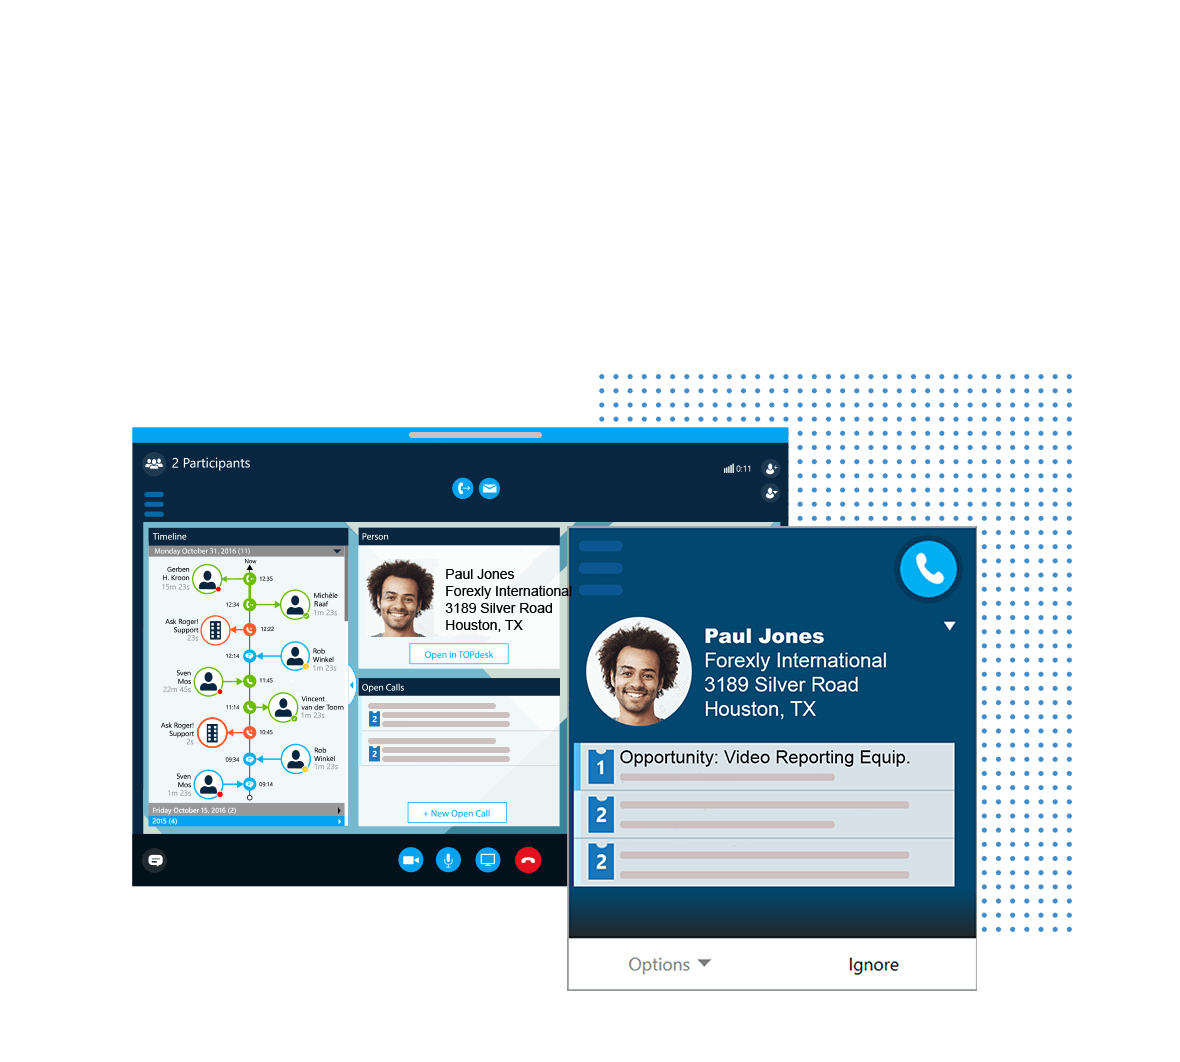 2 Participants
0:11
Timeline
Monday October 31, 2016 (11)
Now
Gerben
H. Kroon
15m 23s
12:35
12:34
Michèle
Raaf
1m 23s
Ask Roger!
Support
23s
12:22
12:14
Rob
Winkel
1m 23s
Sven
Mos
22m 45s
11:45
11:14
Vincent
van der Toorn
1m 23s
Ask Roger!
Support
2s
10:45
09:34
Rob
Winkel
1m 23s
Sven
Mos
1m 23s
09:14
Friday October 15, 2016 (2)
2015 (4)
Person
Paul Jones
Forexly International
3189 Silver Road
Houston, TX
Open in TOPdesk
Open Calls
2
2
+ New Open Call
Paul Jones
Forexly International
3189 Silver Road
Houston, TX
1 Opportunity: Video Reporting Equip.
2
2
Options
Ignore